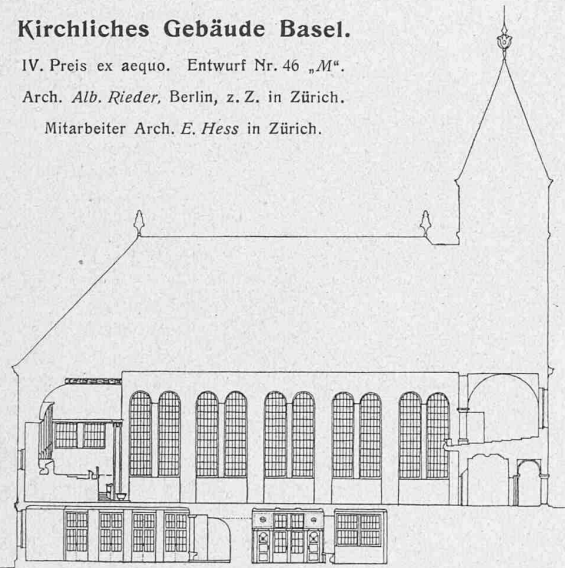 Kirchliches Gebäude Basel.
IV. Preis ex aequo. Entwurf Nr. 46 „M“.
Arch. Alb. Rieder, Berlin, z. Z. in Zürich.
Mitarbeiter Arch. E. Hess in Zürich.